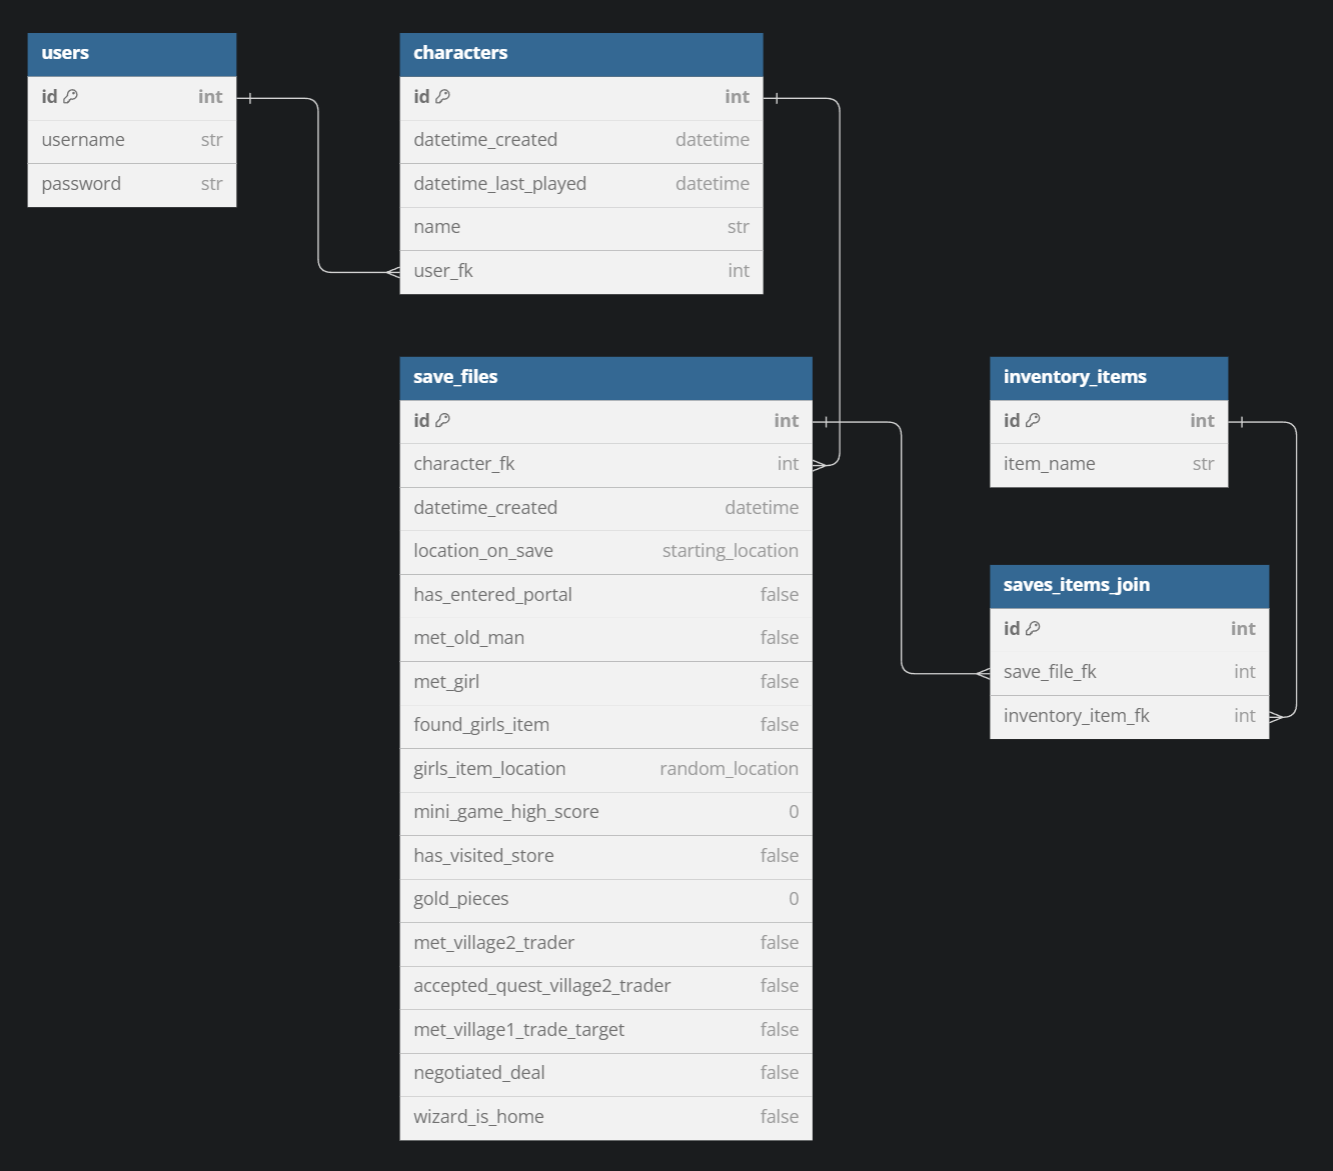 users
id int
username str
password str
characters
id int
datetime_created datetime
datetime_last_played datetime
name str
user_fk int
save_files
id int
character_fk int
datetime_created datetime
location_on_save starting_location
has_entered_portal false
met_old_man false
met_girl false
found_girls_item false
girls_item_location random_location
mini_game_high_score 0
has_visited_store false
gold_pieces 0
met_village2_trader false
accepted_quest_village2_trader false
met_village1_trade_target false
negotiated_deal false
wizard_is_home false
inventory_items
id int
item_name str
saves_items_join
id int
save_file_fk int
inventory_item_fk int